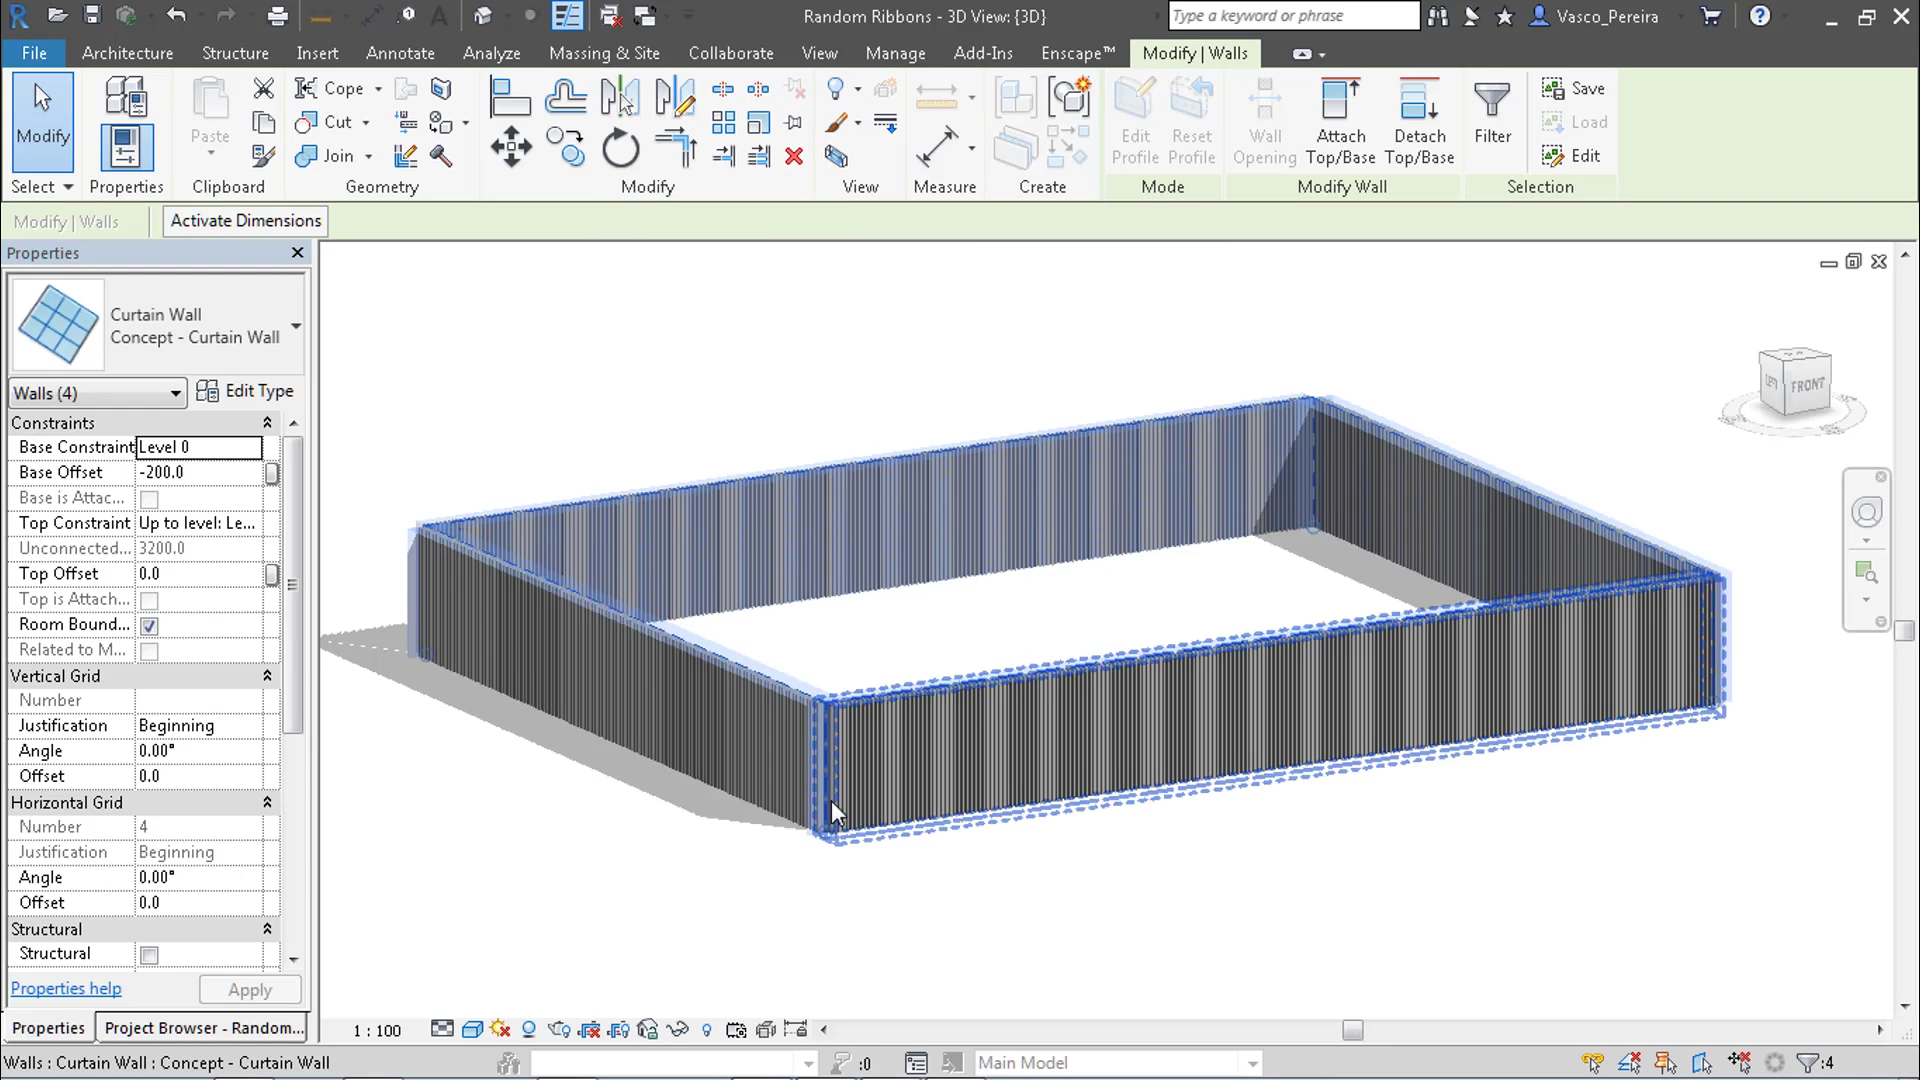 Random Ribbons - 3D View: {3D}
Type a keyword or phrase
Vasco_Pereira
File Architecture Structure Insert Annotate Analyze Massing & Site Collaborate View Manage Add-Ins Enscape™ Modify | Walls
Modify
Paste
Cope
Cut
Join
Edit Profile
Reset Profile
Wall Opening
Attach Top/Base
Detach Top/Base
Filter
Save
Load
Edit
Select Properties Clipboard Geometry Modify View Measure Create Mode Modify Wall Selection
Modify | Walls Activate Dimensions
Properties
Curtain Wall
Concept - Curtain Wall
Walls (4) Edit Type
Constraints
Base Constraint Level 0
Base Offset -200.0
Base is Attac...
Top Constraint Up to level: Le...
Unconnected... 3200.0
Top Offset 0.0
Top is Attach...
Room Bound...
Related to M...
Vertical Grid
Number
Justification Beginning
Angle 0.00°
Offset 0.0
Horizontal Grid
Number 4
Justification Beginning
Angle 0.00°
Offset 0.0
Structural
Structural
Properties help Apply
Properties Project Browser - Random...
LEFT FRONT
1 : 100
Walls : Curtain Wall : Concept - Curtain Wall
:0 Main Model :4